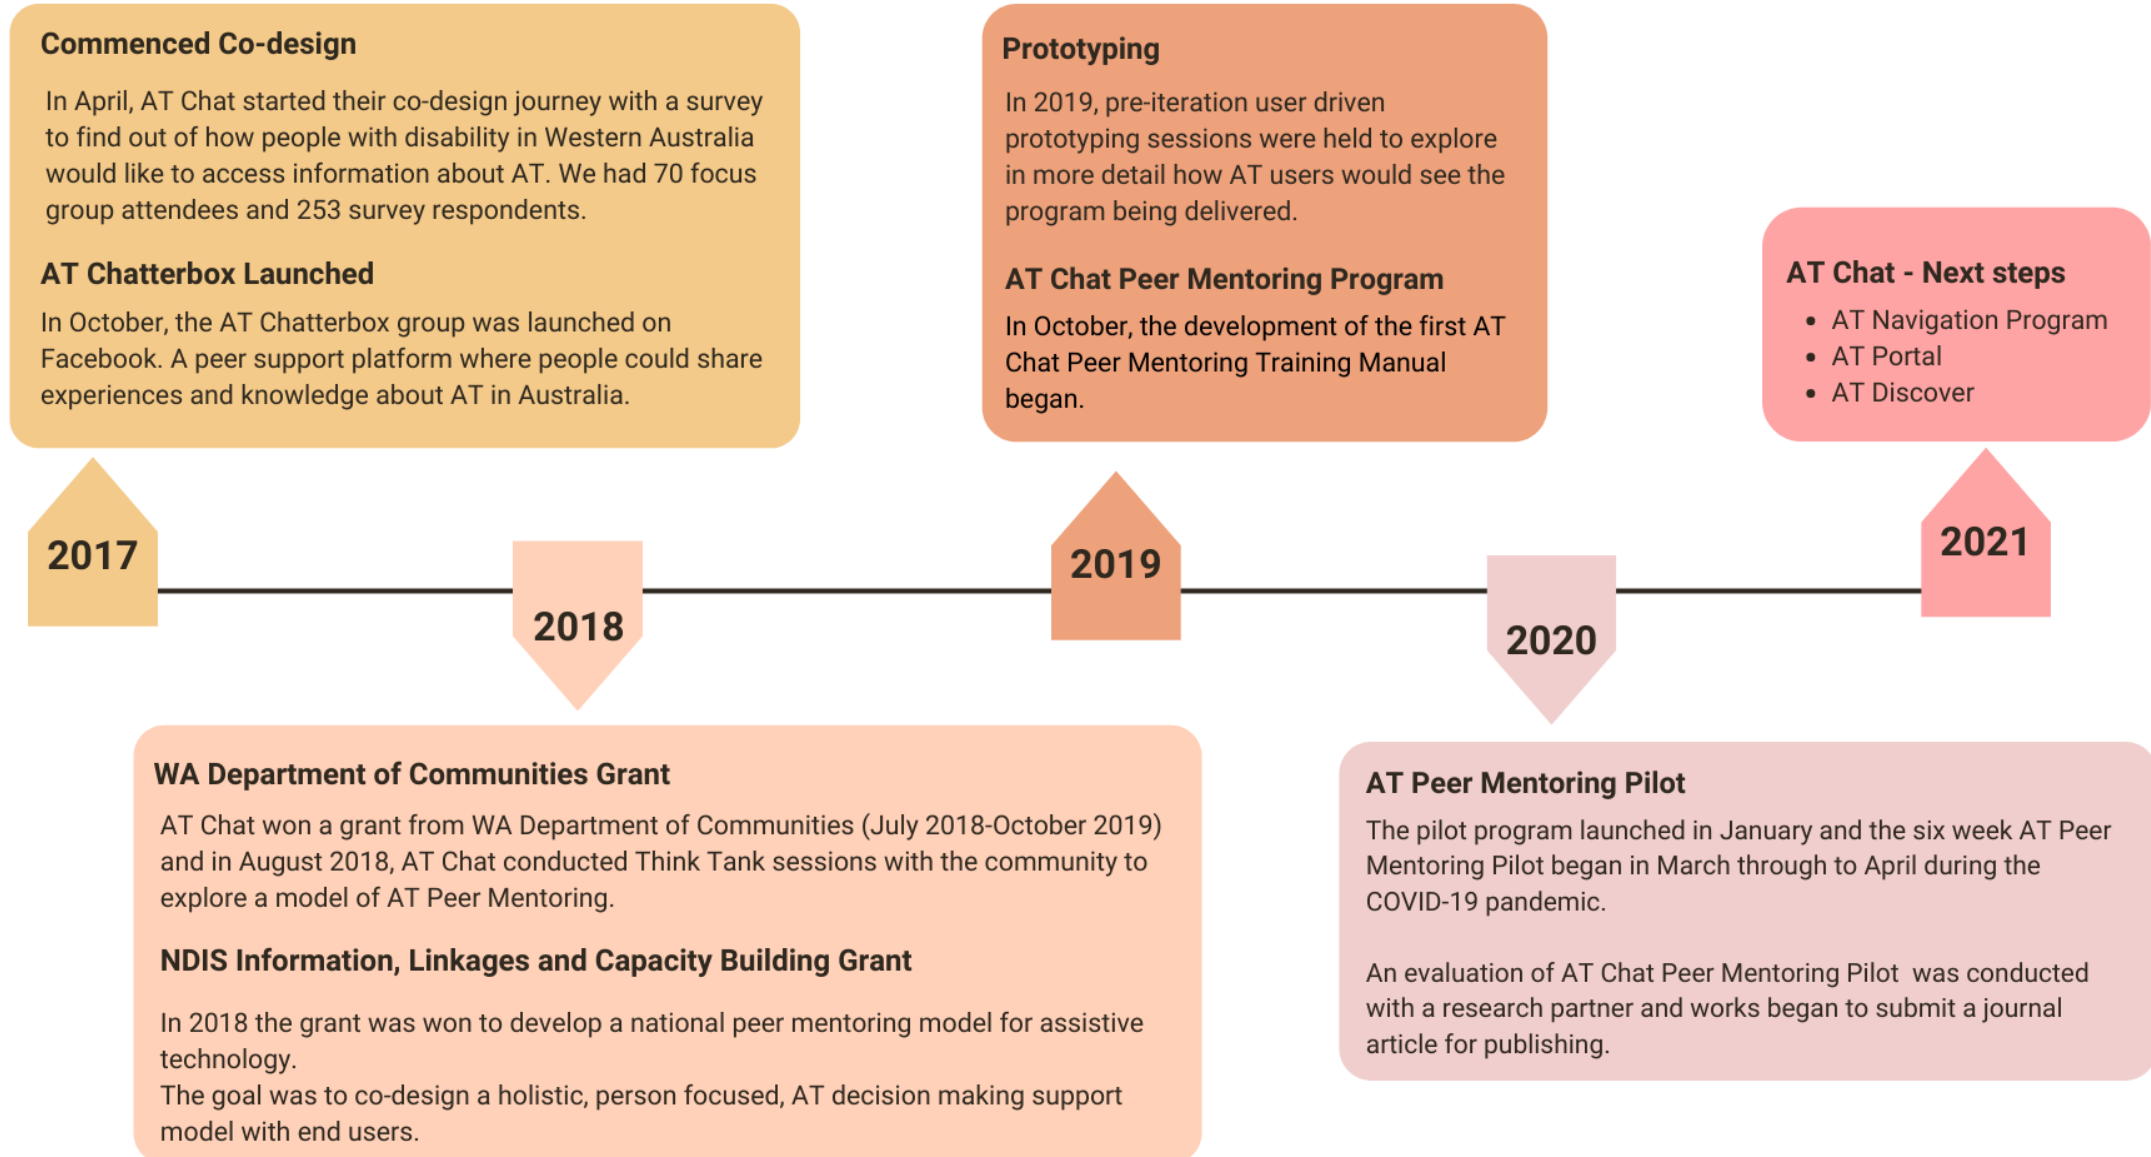 Commenced Co-design
In April, AT Chat started their co-design journey with a survey
to find out of how people with disability in Western Australia
would like to access information about AT. We had 70 focus
group attendees and 253 survey respondents.
AT Chatterbox Launched
In October, the AT Chatterbox group was launched on
Facebook. A peer support platform where people could share
experiences and knowledge about AT in Australia.
2017
2018
WA Department of Communities Grant
AT Chat won a grant from WA Department of Communities (July 2018-October 2019)
and in August 2018, AT Chat conducted Think Tank sessions with the community to
explore a model of AT Peer Mentoring.
NDIS Information, Linkages and Capacity Building Grant
In 2018 the grant was won to develop a national peer mentoring model for assistive
technology.
The goal was to co-design a holistic, person focused, AT decision making support
model with end users.
Prototyping
In 2019, pre-iteration user driven
prototyping sessions were held to explore
in more detail how AT users would see the
program being delivered.
AT Chat Peer Mentoring Program
In October, the development of the first AT
Chat Peer Mentoring Training Manual
began.
2019
2020
AT Peer Mentoring Pilot
The pilot program launched in January and the six week AT Peer
Mentoring Pilot began in March through to April during the
COVID-19 pandemic.
An evaluation of AT Chat Peer Mentoring Pilot was conducted
with a research partner and works began to submit a journal
article for publishing.
AT Chat - Next steps
• AT Navigation Program
• AT Portal
• AT Discover
2021